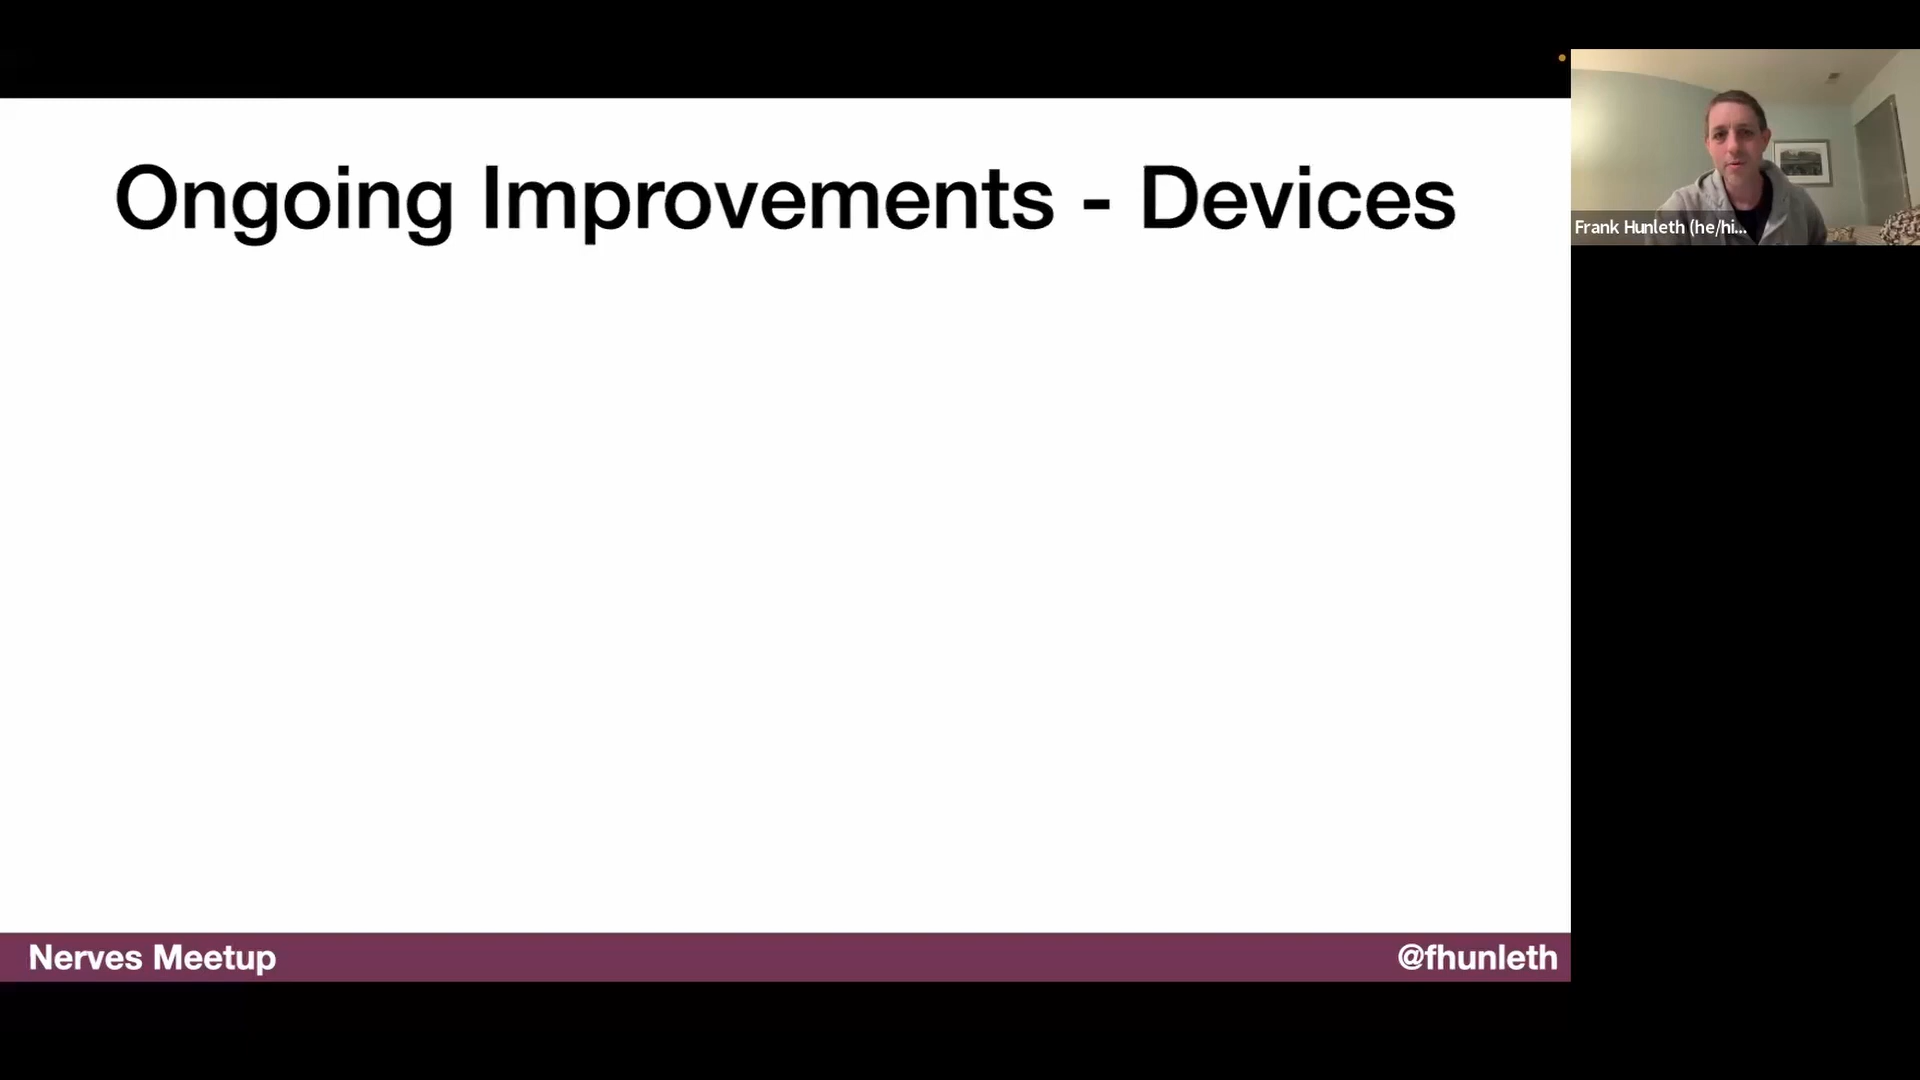 Ongoing Improvements - Devices
Frank Hunleth (he/hi...
Nerves Meetup
@fhunleth